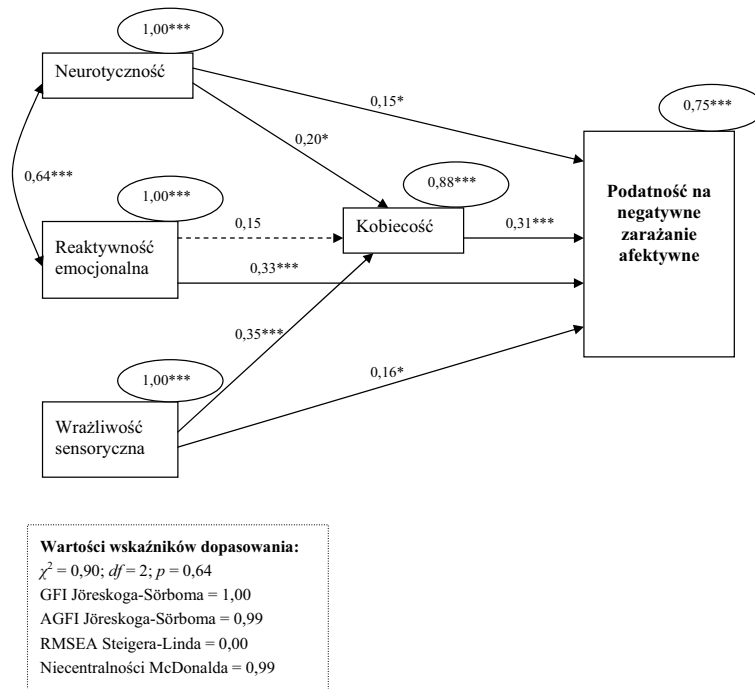 1,00***
Neurotyczność
0,15*
0,75***
0,20*
0,64***
1,00***
0,88***
Reaktywność
emocjonalna
0,15
Kobiecość
0,31***
Podatność na
negatywne
zarażanie
afektywne
0,33***
0,35***
1,00***
0,16*
Wrażliwość
sensoryczna
Wartości wskaźników dopasowania:
χ² = 0,90; df = 2; p = 0,64
GFI Jöreskoga-Sörboma = 1,00
AGFI Jöreskoga-Sörboma = 0,99
RMSEA Steigera-Linda = 0,00
Niecentralności McDonalda = 0,99